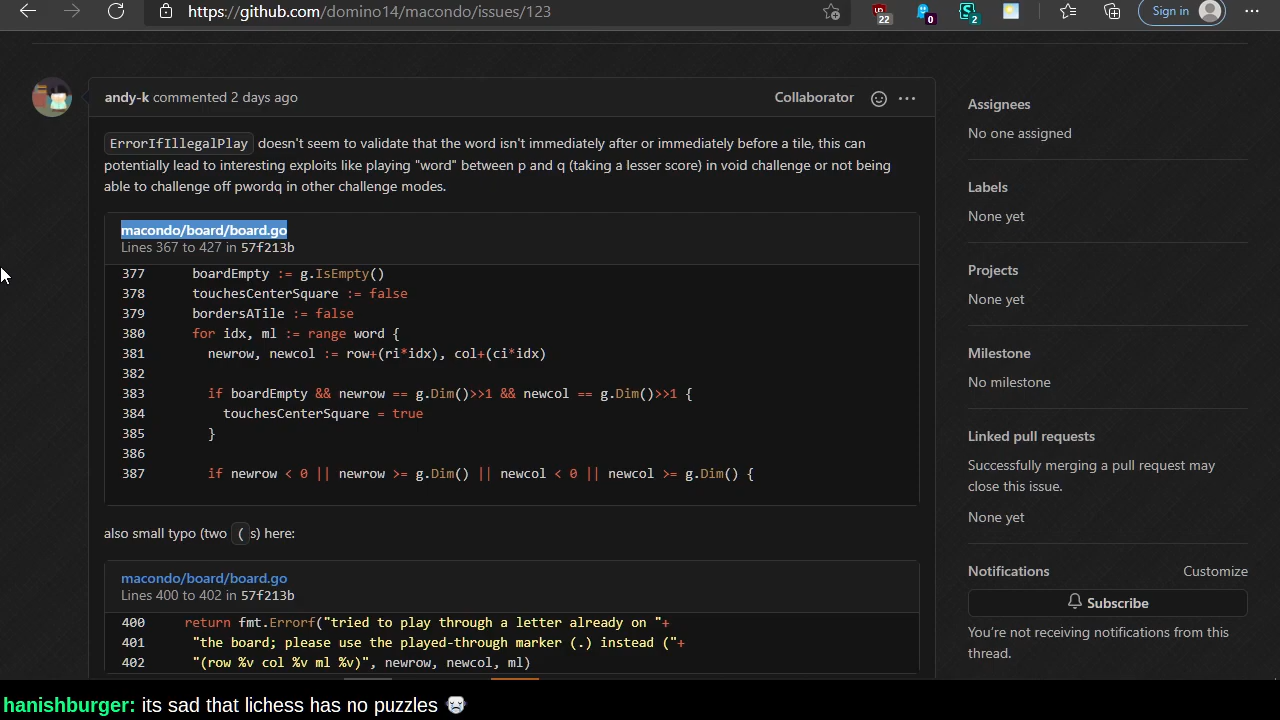 https://github.com/domino14/macondo/issues/123
22
0
2
Sign in
andy-k commented 2 days ago
Collaborator
ErrorIfIllegalPlay doesn't seem to validate that the word isn't immediately after or immediately before a tile, this can
potentially lead to interesting exploits like playing "word" between p and q (taking a lesser score) in void challenge or not being
able to challenge off pwordq in other challenge modes.
macondo/board/board.go
Lines 367 to 427 in 57f213b
377 boardEmpty := g.IsEmpty()
378 touchesCenterSquare := false
379 bordersATile := false
380 for idx, ml := range word {
381 newrow, newcol := row+(ri*idx), col+(ci*idx)
382
383 if boardEmpty && newrow == g.Dim()>>1 && newcol == g.Dim()>>1 {
384 touchesCenterSquare = true
385 }
386
387 if newrow < 0 || newrow >= g.Dim() || newcol < 0 || newcol >= g.Dim() {
also small typo (two ( s) here:
macondo/board/board.go
Lines 400 to 402 in 57f213b
400 return fmt.Errorf("tried to play through a letter already on "+
401 "the board; please use the played-through marker (.) instead ("+
402 "(row %v col %v ml %v)", newrow, newcol, ml)
Assignees
No one assigned
Labels
None yet
Projects
None yet
Milestone
No milestone
Linked pull requests
Successfully merging a pull request may
close this issue.
None yet
Notifications
Customize
Subscribe
You're not receiving notifications from this
thread.
hanishburger: its sad that lichess has no puzzles